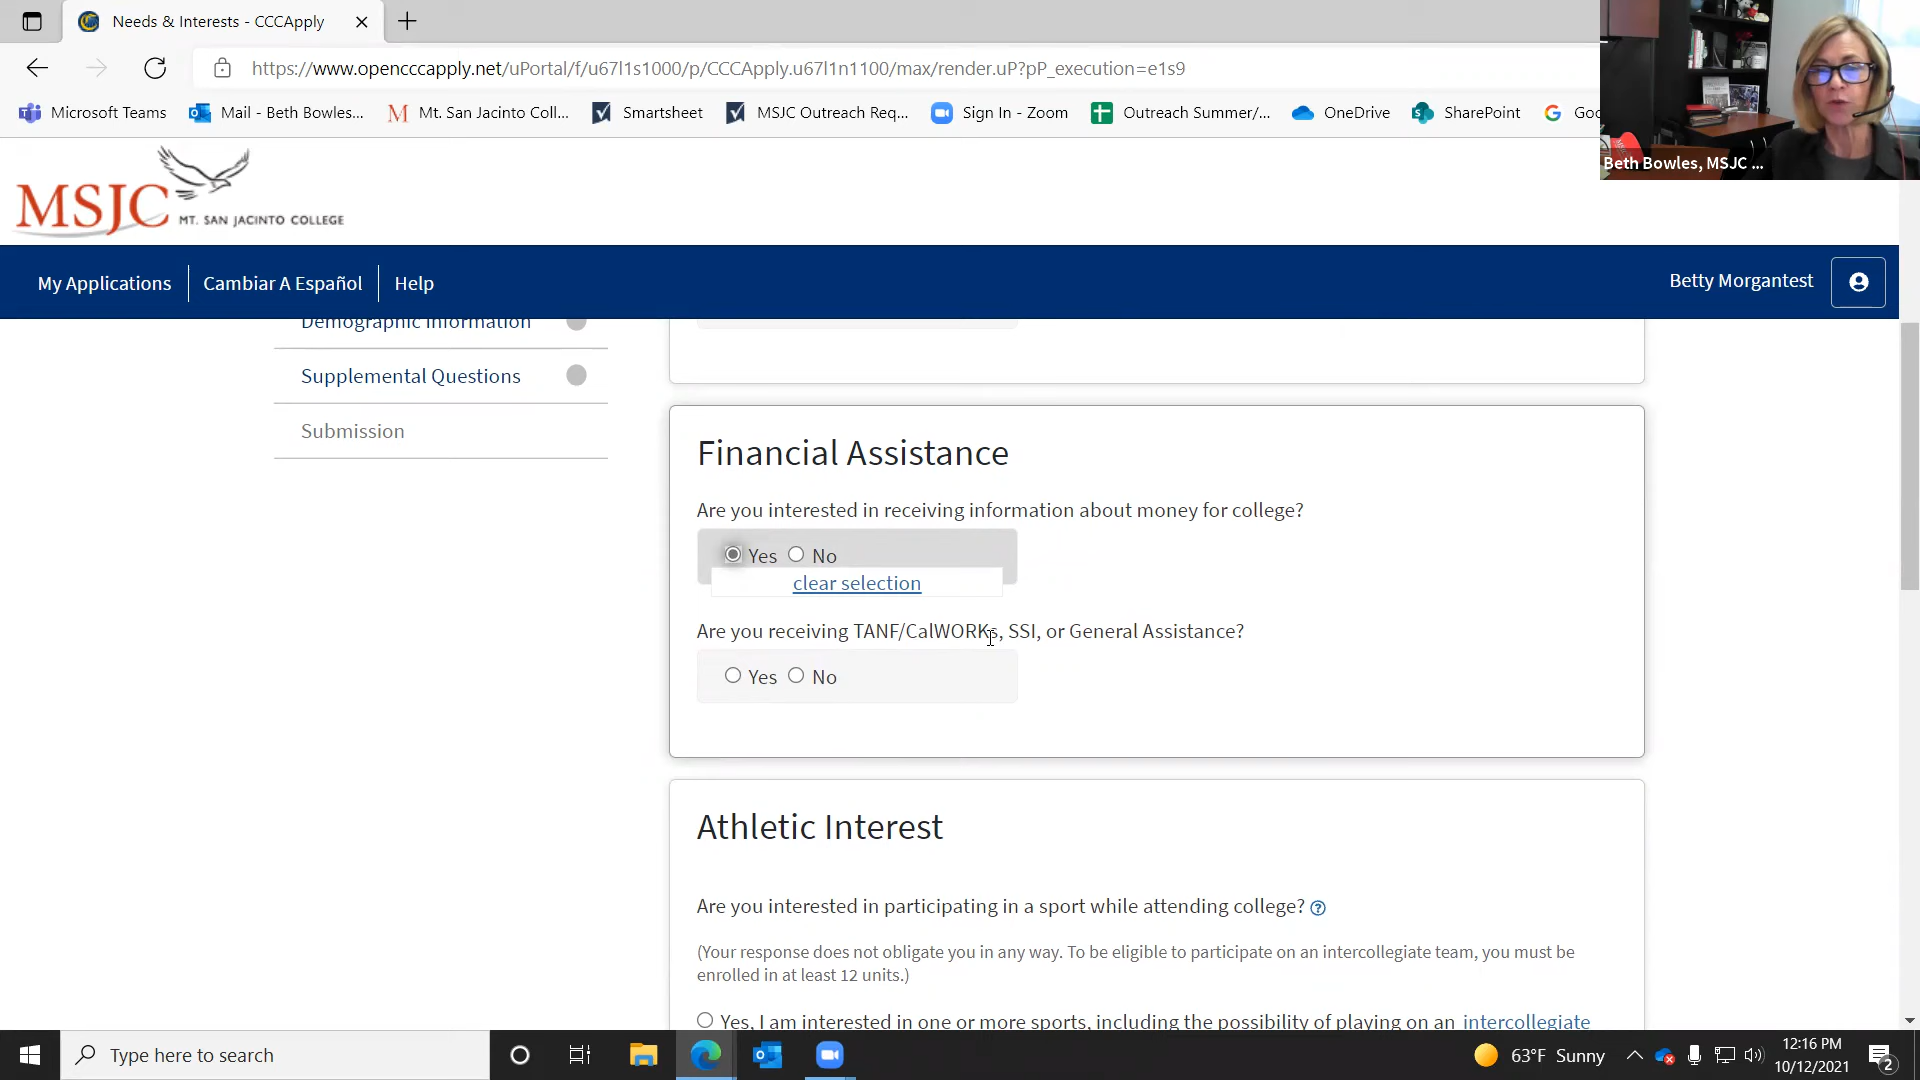 Needs & Interests - CCCApply
https://www.opencccapply.net/uPortal/f/u67l1s1000/p/CCCApply.u67l1n1100/max/render.uP?pP_execution=e1s9
Microsoft Teams Mail - Beth Bowles... Mt. San Jacinto Coll... Smartsheet MSJC Outreach Req... Sign In - Zoom Outreach Summer/... OneDrive SharePoint Goo
Beth Bowles, MSJC ...
MSJC MT. SAN JACINTO COLLEGE
My Applications Cambiar A Español Help Betty Morgantest
Demographic Information
Supplemental Questions
Submission
Financial Assistance
Are you interested in receiving information about money for college?
Yes No
clear selection
Are you receiving TANF/CalWORKs, SSI, or General Assistance?
Yes No
Athletic Interest
Are you interested in participating in a sport while attending college?
(Your response does not obligate you in any way. To be eligible to participate on an intercollegiate team, you must be
enrolled in at least 12 units.)
Yes, I am interested in one or more sports, including the possibility of playing on an intercollegiate
Type here to search
63°F Sunny
12:16 PM
10/12/2021
2